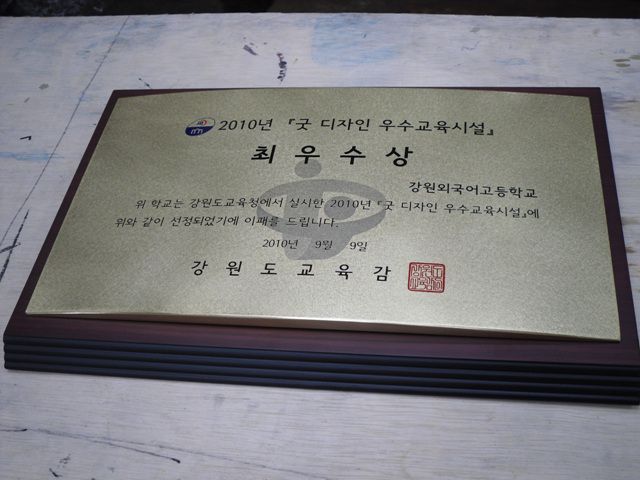 2010년 『굿 디자인 우수교육시설』
최우수상
강원외국어고등학교
위 학교는 강원도교육청에서 실시한 2010년 『굿 디자인 우수교육시설』에
위와 같이 선정되었기에 이패를 드립니다.
2010년 9월 9일
강원도교육감